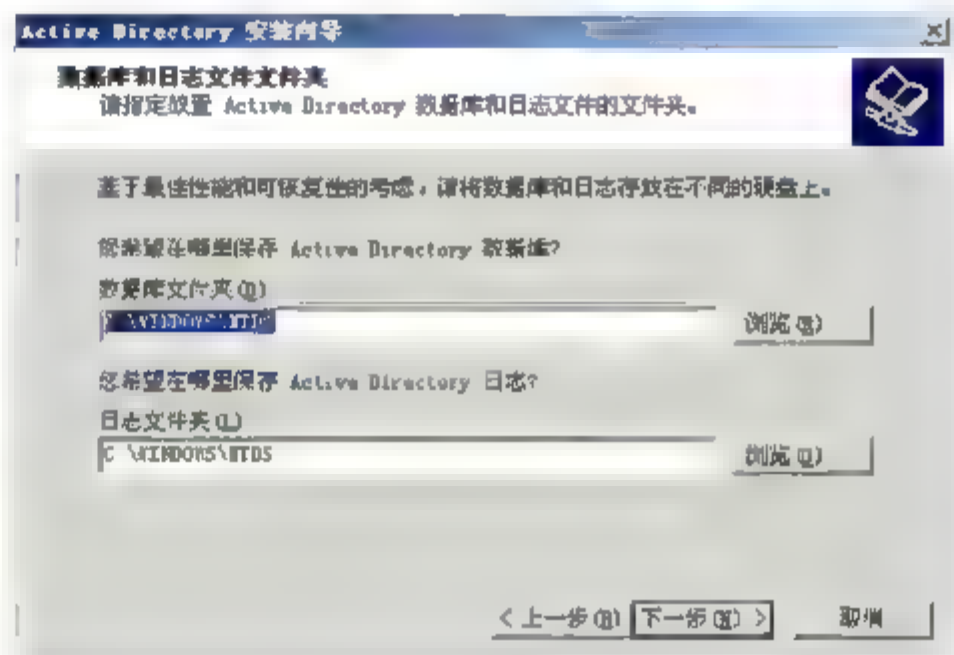 Active Directory 安装向导
数据库和日志文件文件夹
请指定放置 Active Directory 数据库和日志文件的文件夹。
基于最佳性能和可恢复性的考虑，请将数据库和日志存放在不同的硬盘上。
您希望在哪里保存 Active Directory 数据库?
数据库文件夹(D)
C:\WINDOWS\NTDS
浏览(R)
您希望在哪里保存 Active Directory 日志?
日志文件夹(L)
C:\WINDOWS\NTDS
浏览(O)
< 上一步(B) 下一步(N) > 取消